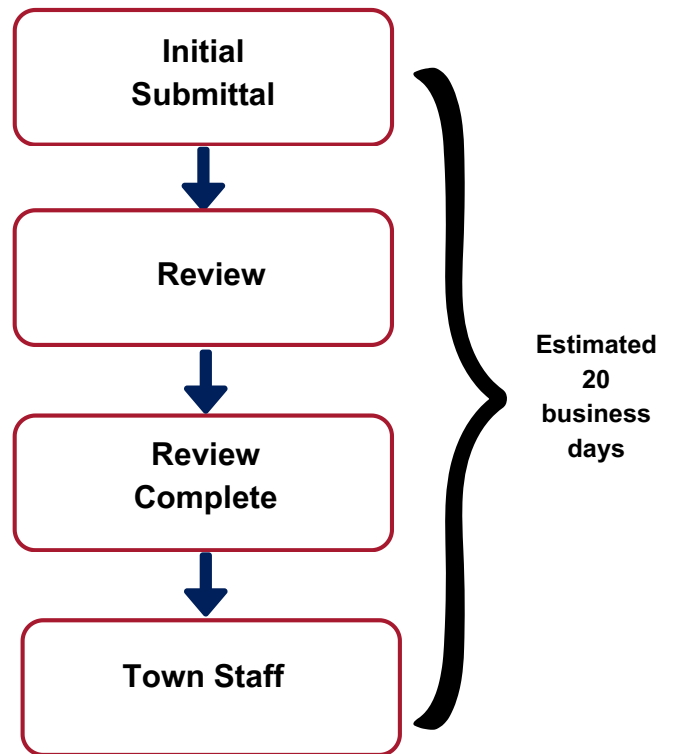 Initial
Submittal
Review
Review
Complete
Town Staff
Estimated
20
business
days